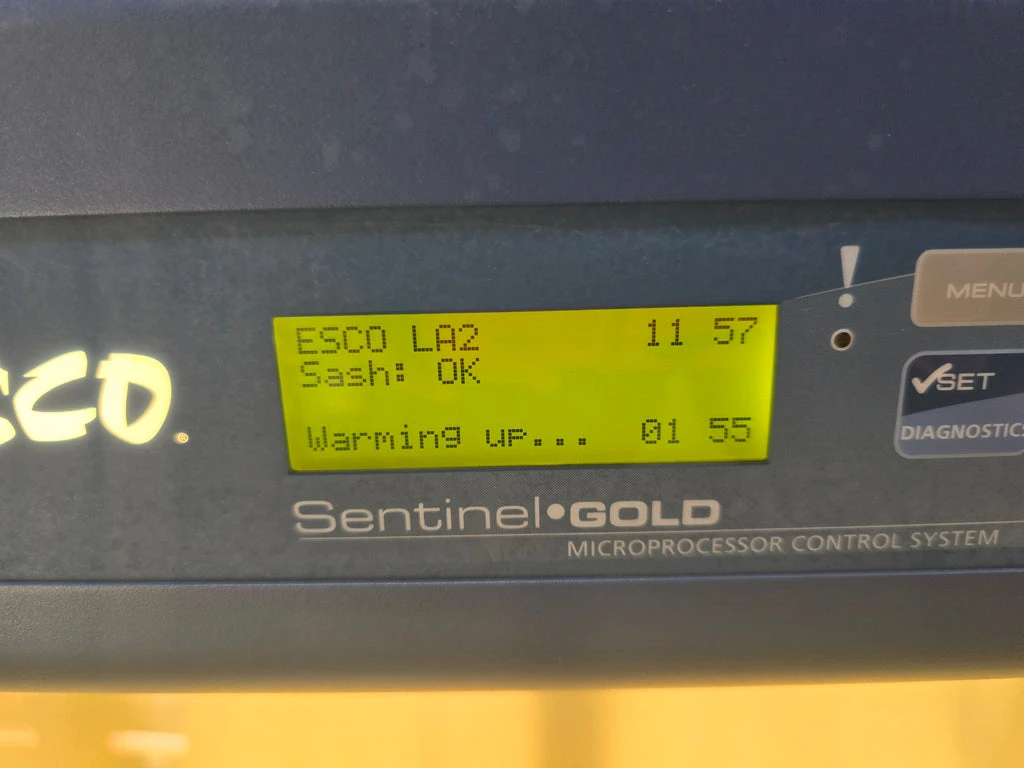 ESCO LA2 11 57
Sash: OK
Warming up... 01 55
Sentinel•GOLD
MICROPROCESSOR CONTROL SYSTEM
!
MENU
✓SET
DIAGNOSTICS
ESCO®